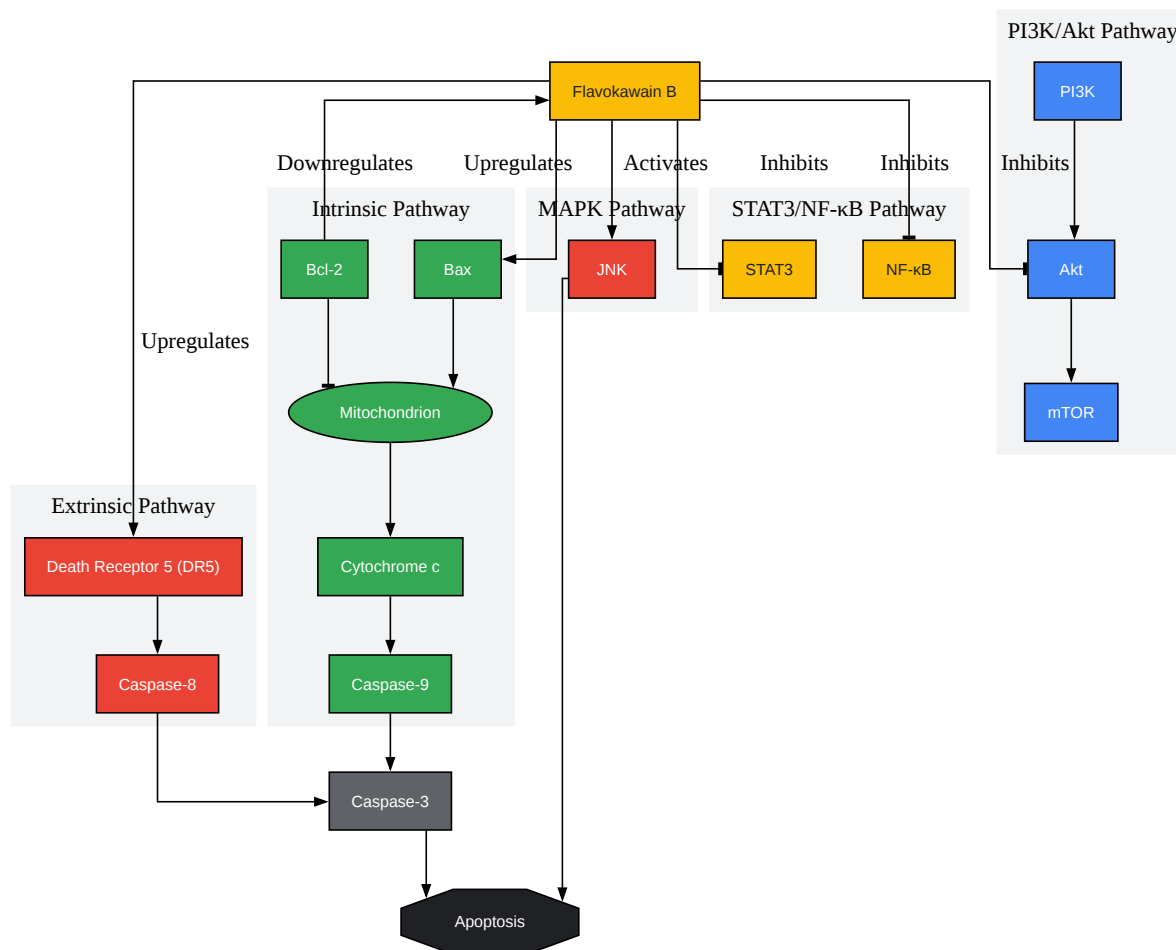 PI3K/Akt Pathway
Flavokawain B
PI3K
Downregulates
Upregulates
Activates
Inhibits
Inhibits
Inhibits
Intrinsic Pathway
MAPK Pathway
STAT3/NF-κB Pathway
Bcl-2
Bax
JNK
STAT3
NF-κB
Akt
Upregulates
Mitochondrion
mTOR
Extrinsic Pathway
Death Receptor 5 (DR5)
Cytochrome c
Caspase-8
Caspase-9
Caspase-3
Apoptosis